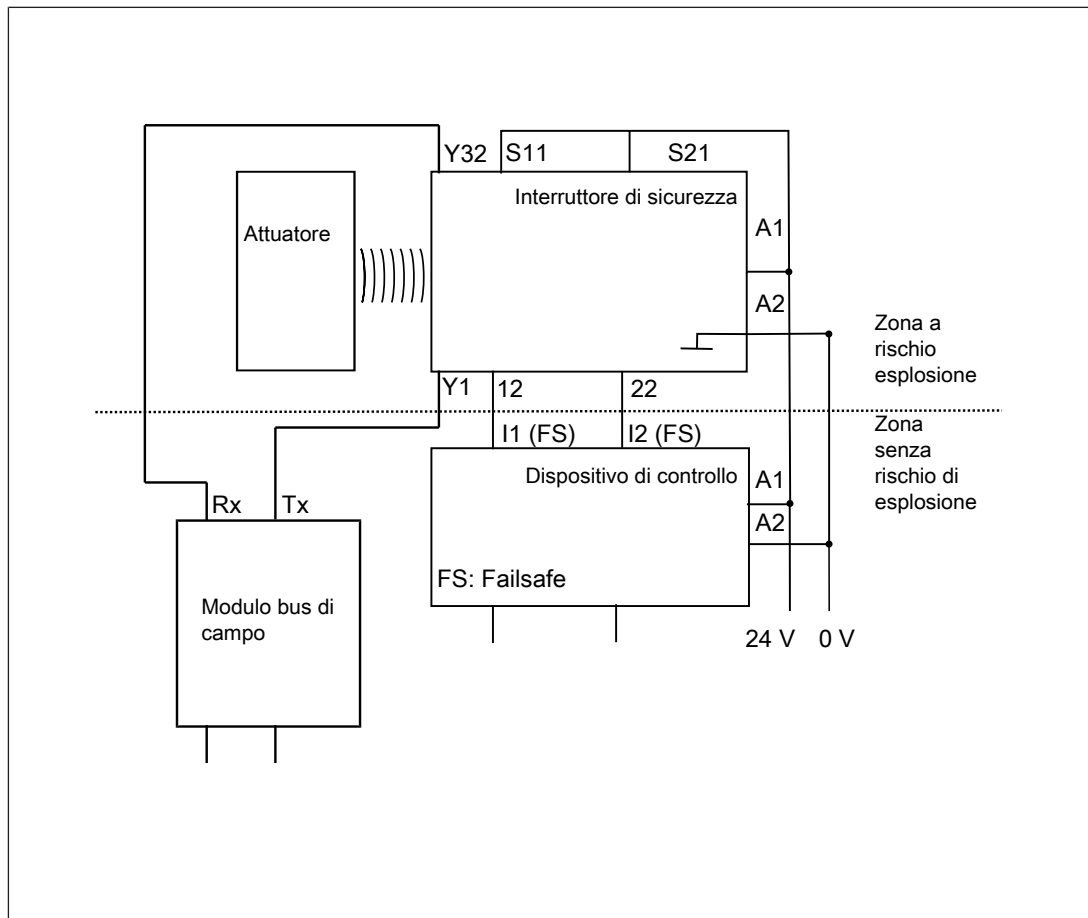 Y32
S11
S21
Interruttore di sicurezza
Attuatore
A1
A2
Zona a
rischio
esplosione
Y1
12
22
Zona
senza
rischio di
esplosione
I1 (FS)
I2 (FS)
Dispositivo di controllo
A1
A2
Rx
Tx
FS: Failsafe
Modulo bus di
campo
24 V
0 V